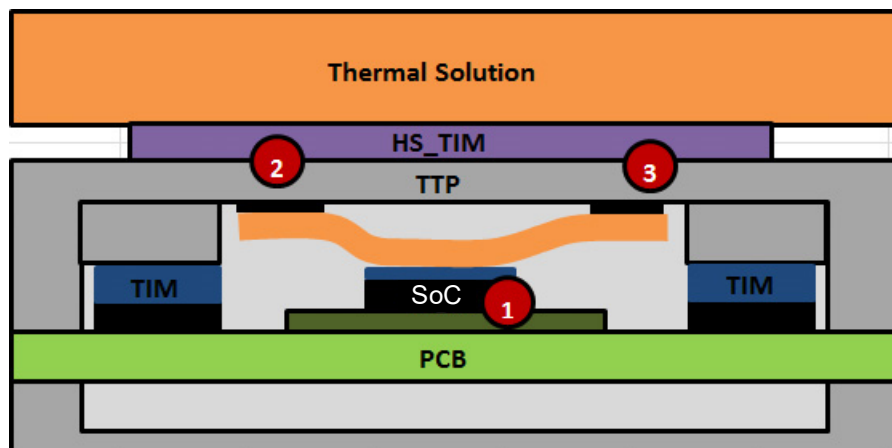 Thermal Solution
HS_TIM
2
3
TTP
TIM
TIM
SoC
1
PCB